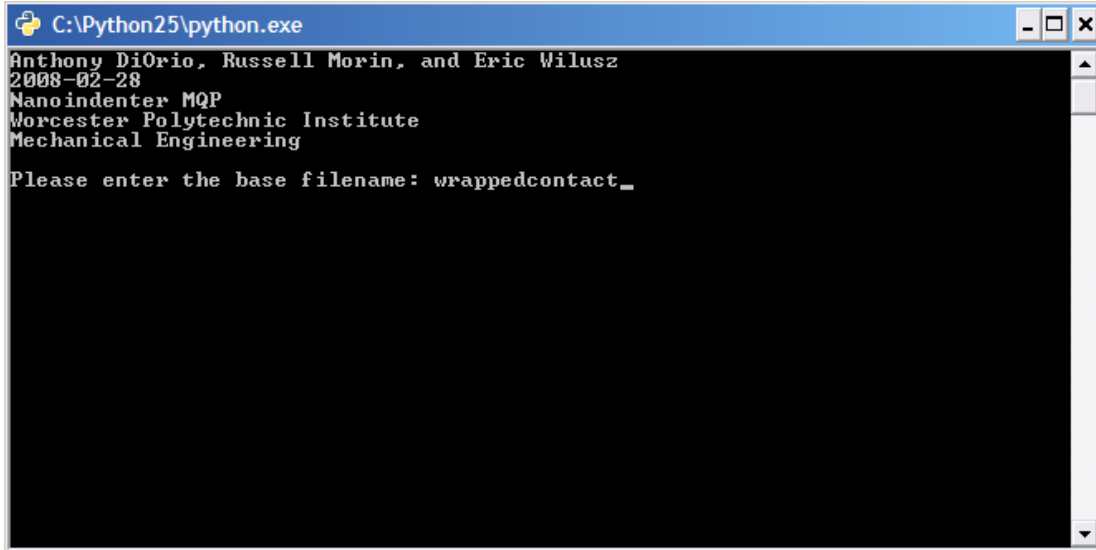 C:\Python25\python.exe
Anthony DiOrio, Russell Morin, and Eric Wilusz
2008-02-28
Nanoindenter MQP
Worcester Polytechnic Institute
Mechanical Engineering
Please enter the base filename: wrappedcontact_